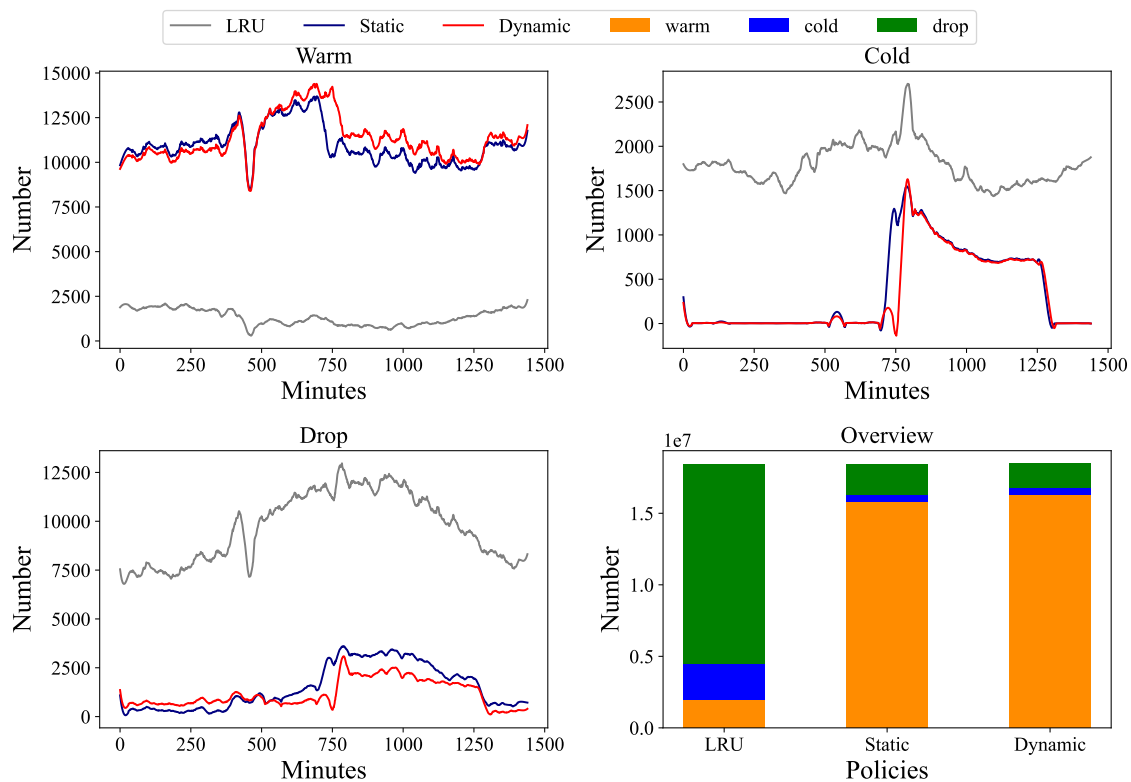 LRU Static Dynamic warm cold drop
Warm
Number
15000
12500
10000
7500
5000
2500
0
0 250 500 750 1000 1250 1500
Minutes
Cold
Number
2500
2000
1500
1000
500
0
0 250 500 750 1000 1250 1500
Minutes
Drop
Number
12500
10000
7500
5000
2500
0
0 250 500 750 1000 1250 1500
Minutes
Overview
1e7
Number
1.5
1.0
0.5
0.0
LRU Static Dynamic
Policies